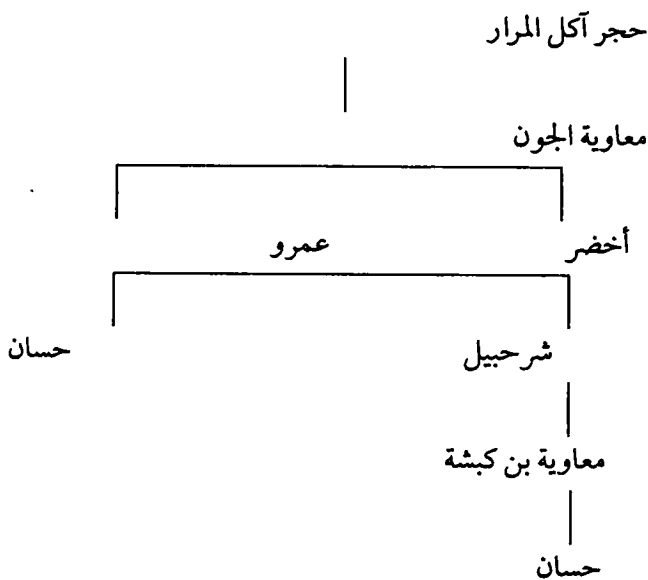 حجر آكل المرار
معاوية الجون
أخضر عمرو
شرحبيل حسان
معاوية بن كبشة
حسان